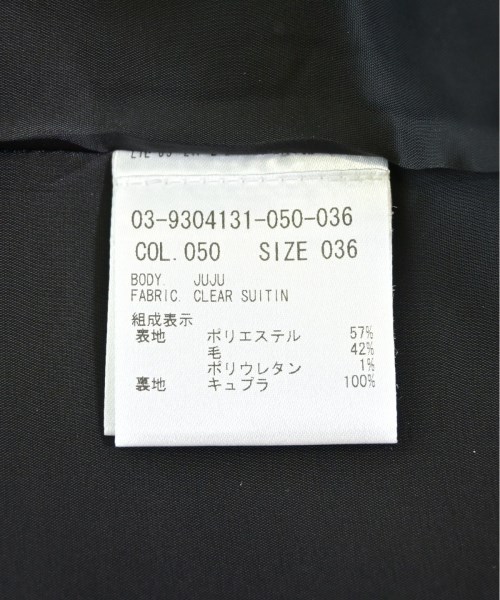 03-9304131-050-036
COL. 050 SIZE 036
BODY. JUJU
FABRIC. CLEAR SUITIN
組成表示
表地 ポリエステル 57%
毛 42%
ポリウレタン 1%
裏地 キュプラ 100%